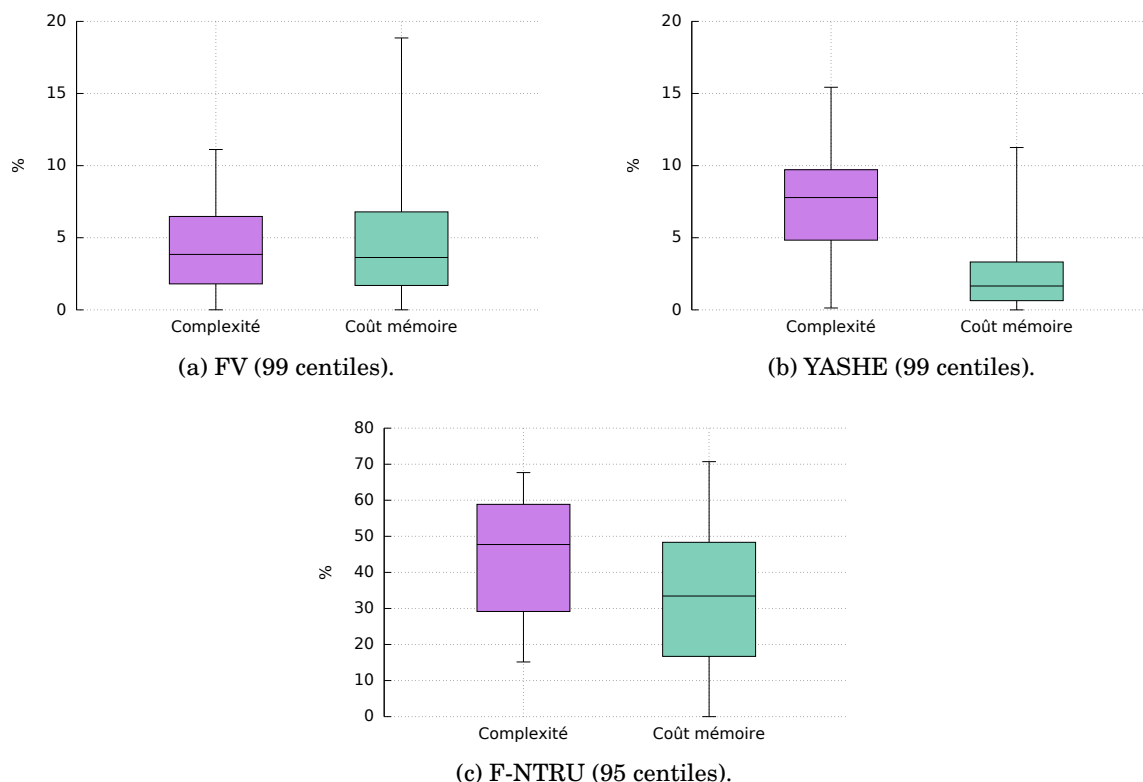 20
15
10
5
0
%
Complexité
Coût mémoire
(a) FV (99 centiles).
20
15
10
5
0
%
Complexité
Coût mémoire
(b) YASHE (99 centiles).
80
70
60
50
40
30
20
10
0
%
Complexité
Coût mémoire
(c) F-NTRU (95 centiles).